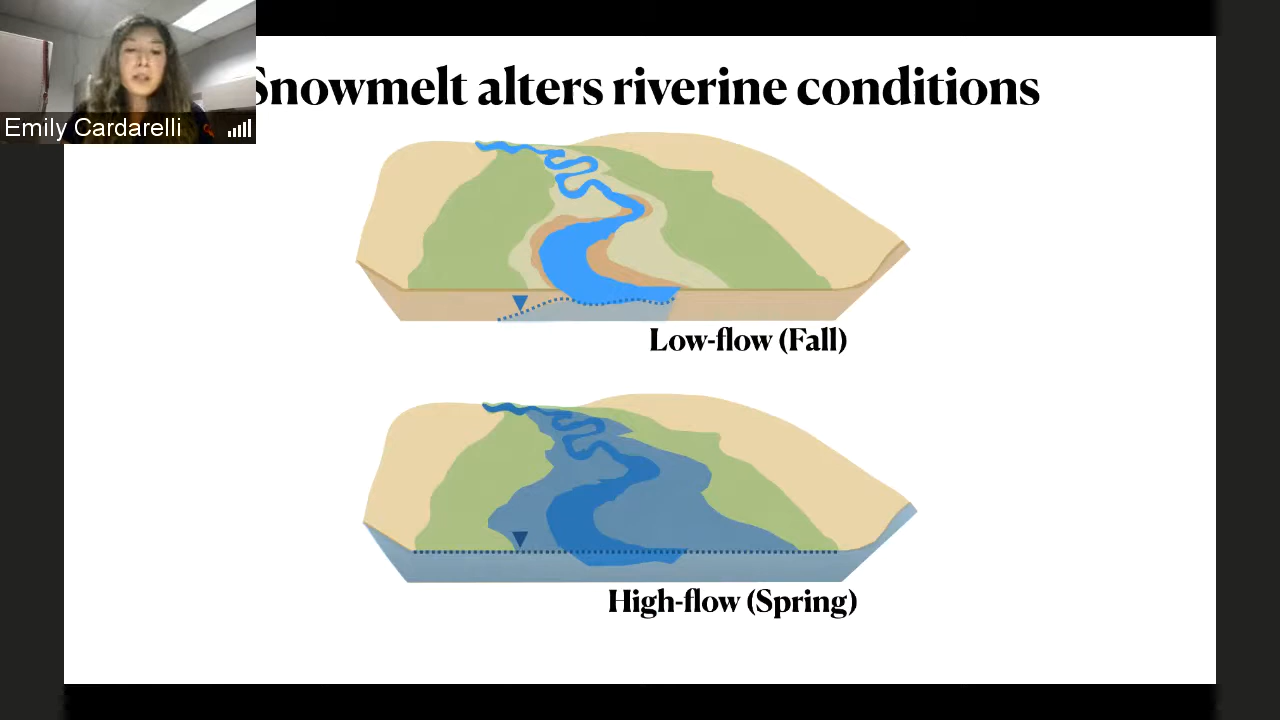 Snowmelt alters riverine conditions
Emily Cardarelli
Low-flow (Fall)
High-flow (Spring)